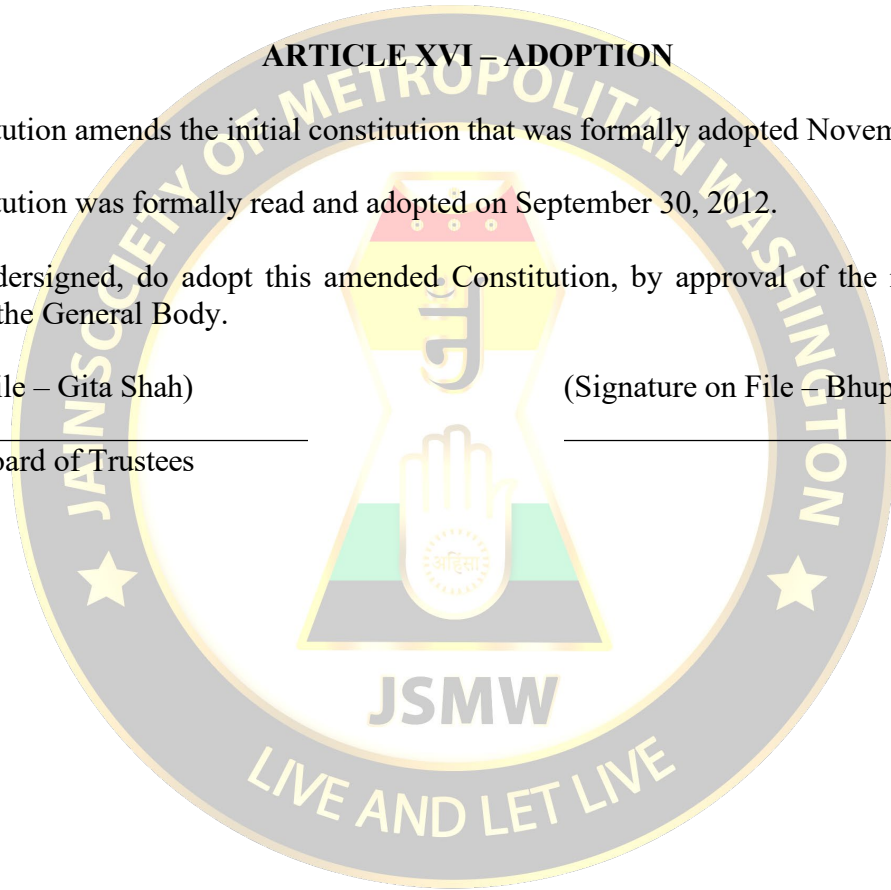 ARTICLE XVI – ADOPTION
tution amends the initial constitution that was formally adopted Novem
tution was formally read and adopted on September 30, 2012.
dersigned, do adopt this amended Constitution, by approval of the
the General Body.
ile – Gita Shah)
(Signature on File – Bhup
oard of Trustees
JAIN SOCIETY OF METROPOLITAN WASHINGTON
अहिंसा
JSMW
LIVE AND LET LIVE